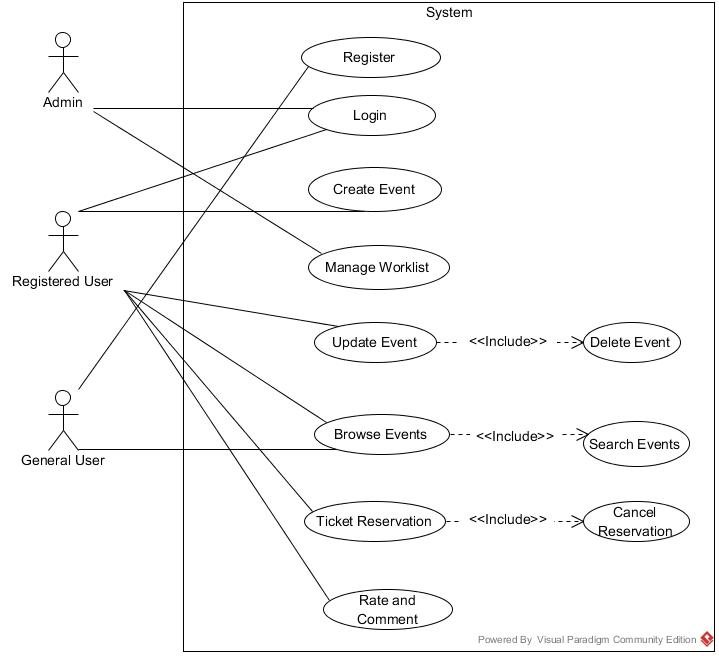 System
Admin
Registered User
General User
Register
Login
Create Event
Manage Worklist
Update Event
<<Include>>
Delete Event
Browse Events
<<Include>>
Search Events
Ticket Reservation
<<Include>>
Cancel
Reservation
Rate and
Comment
Powered By Visual Paradigm Community Edition